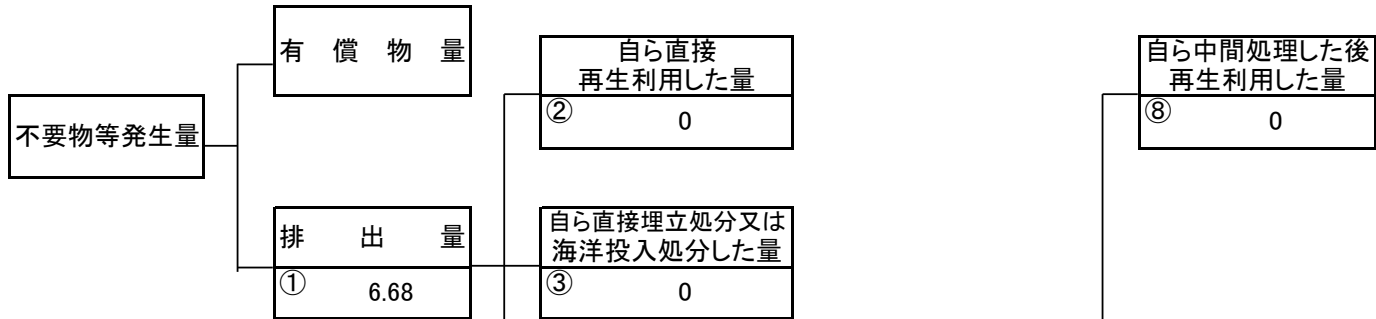 不要物等発生量
有償物量
排出量
① 6.68
自ら直接
再生利用した量
② 0
自ら直接埋立処分又は
海洋投入処分した量
③ 0
自ら中間処理した後
再生利用した量
⑧ 0